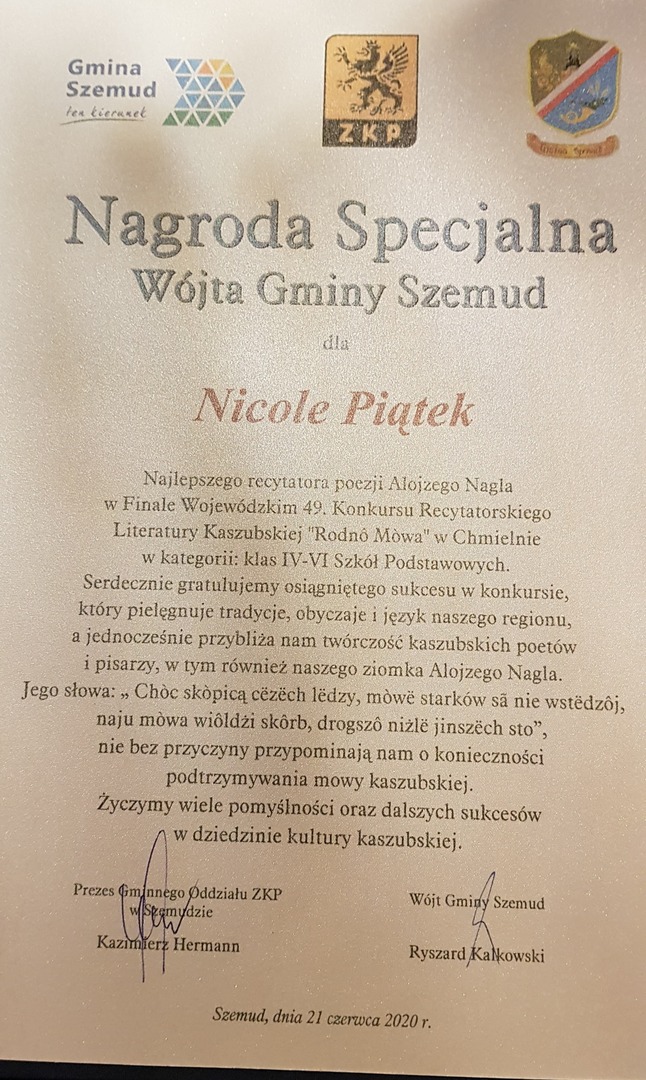 Gmina
Szemud
ten kierunek
ZKP
Gmina Szemud
Nagroda Specjalna
Wójta Gminy Szemud
dla
Nicole Piątek
Najlepszego recytatora poezji Alojzego Nagla
w Finale Wojewódzkim 49. Konkursu Recytatorskiego
Literatury Kaszubskiej "Rodnô Mòwa" w Chmielnie
w kategorii: klas IV-VI Szkół Podstawowych.
Serdecznie gratulujemy osiągniętego sukcesu w konkursie,
który pielęgnuje tradycje, obyczaje i język naszego regionu,
a jednocześnie przybliża nam twórczość kaszubskich poetów
i pisarzy, w tym również naszego ziomka Alojzego Nagla.
Jego słowa: „ Chòc skòpicą cëzëch lëdzy, mòwë starków sã nie wstëdzôj,
naju mòwa wiôldżi skôrb, drogszô niżlë jinszëch sto”,
nie bez przyczyny przypominają nam o konieczności
podtrzymywania mowy kaszubskiej.
Życzymy wiele pomyślności oraz dalszych sukcesów
w dziedzinie kultury kaszubskiej.
Prezes Gminnego Oddziału ZKP
w Szemudzie
Kazimierz Hermann
Wójt Gminy Szemud
Ryszard Kalkowski
Szemud, dnia 21 czerwca 2020 r.